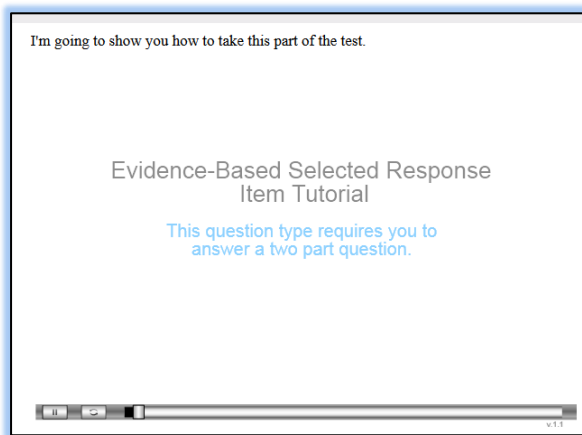 I'm going to show you how to take this part of the test.
Evidence-Based Selected Response
Item Tutorial
This question type requires you to
answer a two part question.
v.1.1